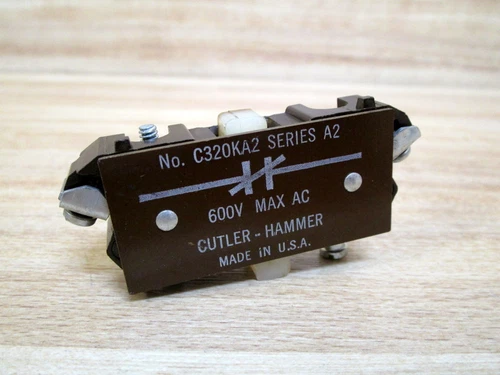 No. C320KA2 SERIES A2
600V MAX AC
CUTLER-HAMMER
MADE IN U.S.A.